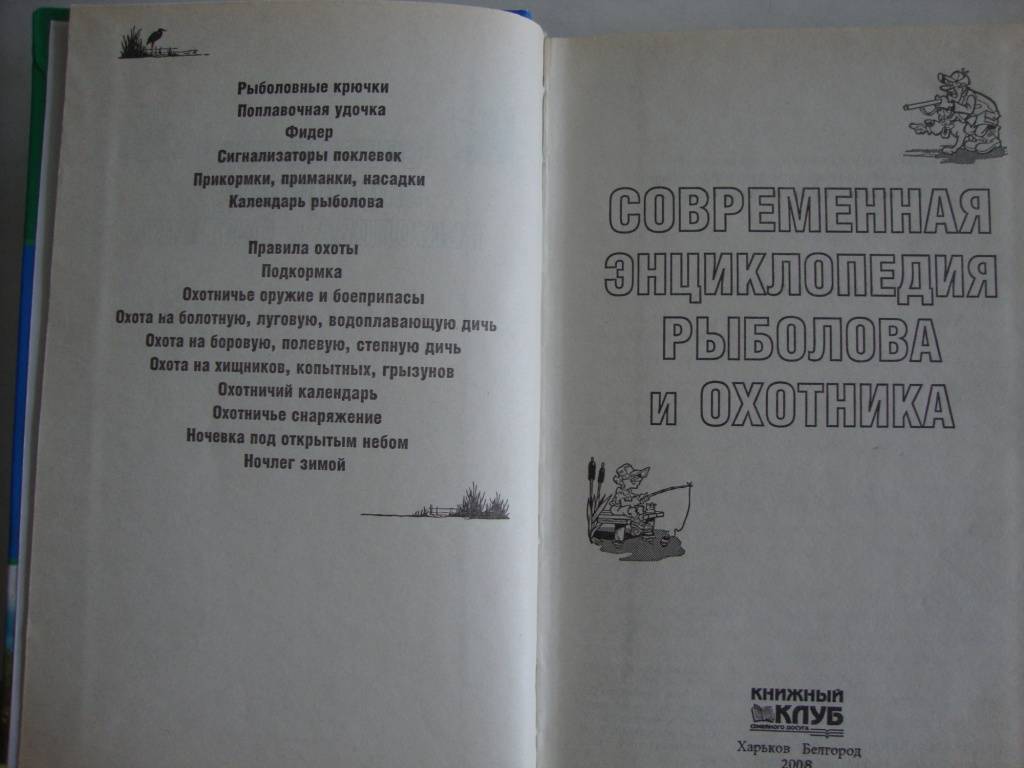 Рыболовные крючки
Поплавочная удочка
Фидер
Сигнализаторы поклевок
Прикормки, приманки, насадки
Календарь рыболова
Правила охоты
Подкормка
Охотничье оружие и боеприпасы
Охота на болотную, луговую, водоплавающую дичь
Охота на боровую, полевую, степную дичь
Охота на хищников, копытных, грызунов
Охотничий календарь
Охотничье снаряжение
Ночевка под открытым небом
Ночлег зимой
СОВРЕМЕННАЯ
ЭНЦИКЛОПЕДИЯ
РЫБОЛОВА
и ОХОТНИКА
КНИЖНЫЙ
КЛУБ
СЕМЕЙНОГО ДОСУГА
Харьков Белгород
2008